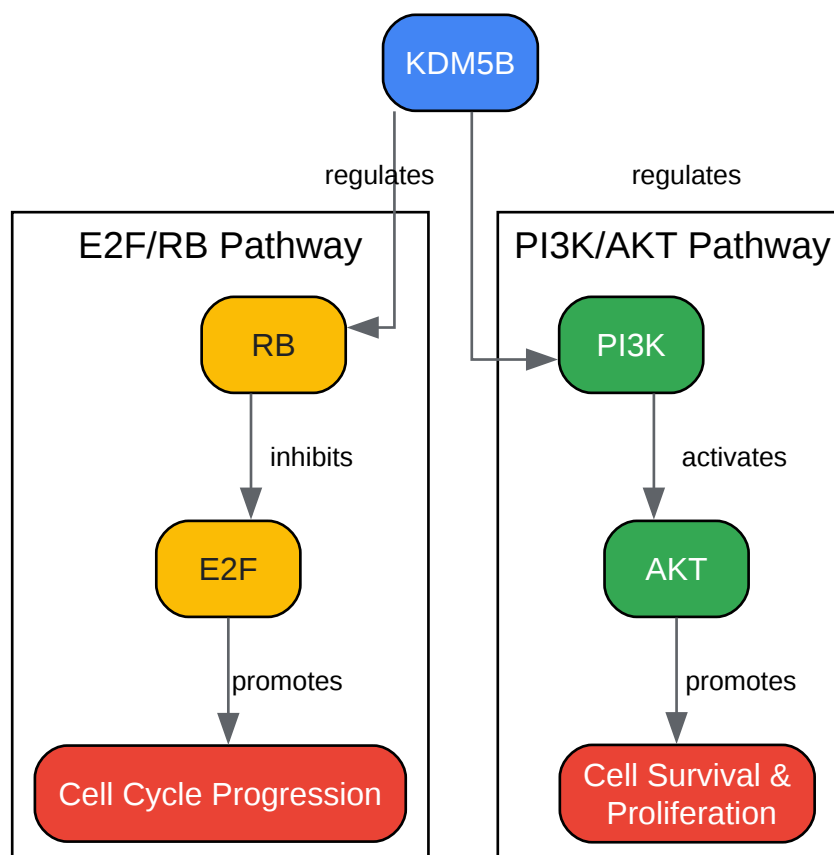 KDM5B
regulates
regulates
E2F/RB Pathway
RB
inhibits
E2F
promotes
Cell Cycle Progression
PI3K/AKT Pathway
PI3K
activates
AKT
promotes
Cell Survival &
Proliferation